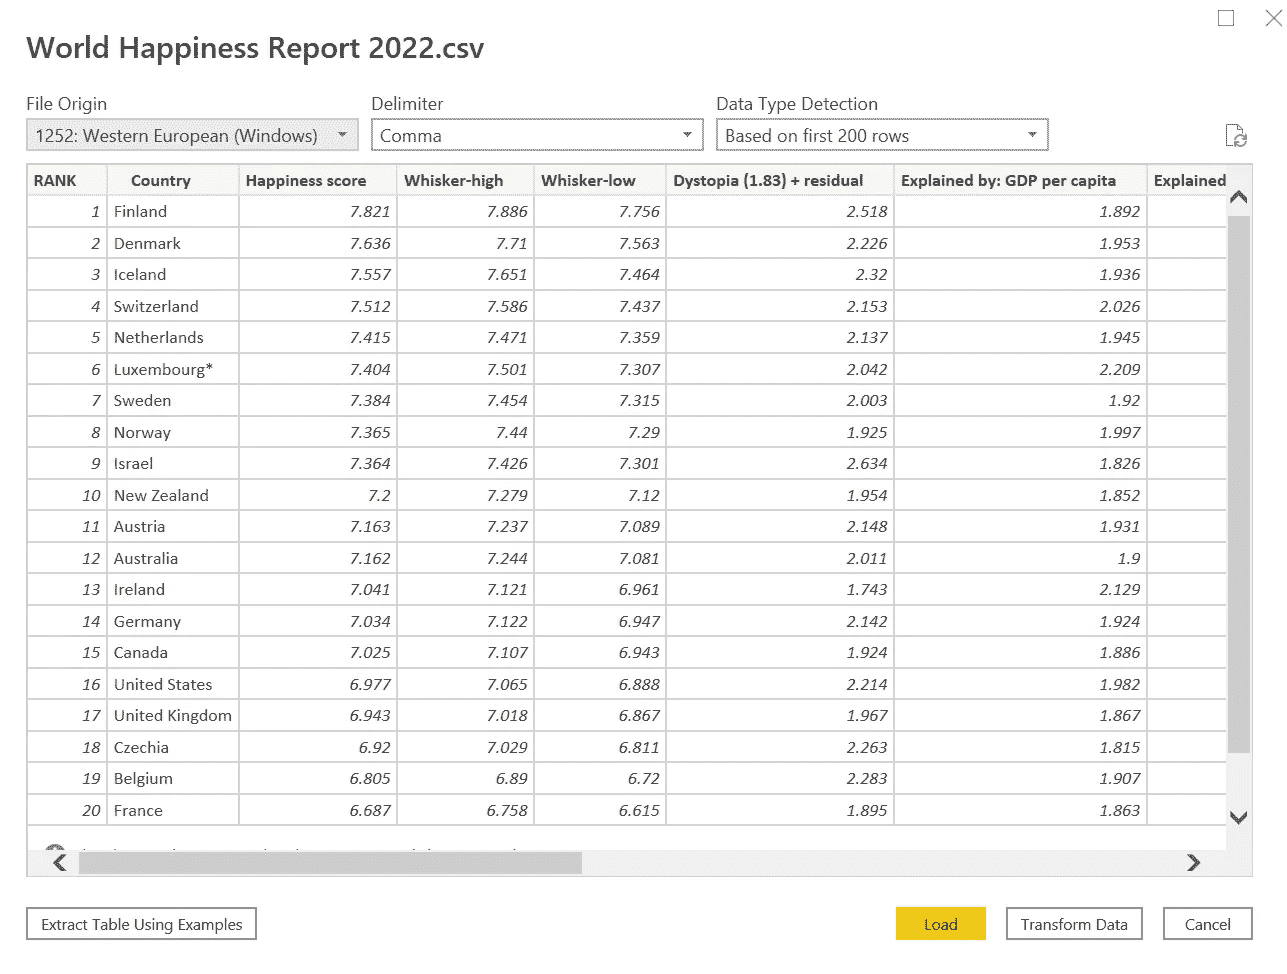 World Happiness Report 2022.csv
File Origin Delimiter Data Type Detection
1252: Western European (Windows) Comma Based on first 200 rows
RANK Country Happiness score Whisker-high Whisker-low Dystopia (1.83) + residual Explained by: GDP per capita Explained
1 Finland 7.821 7.886 7.756 2.518 1.892
2 Denmark 7.636 7.71 7.563 2.226 1.953
3 Iceland 7.557 7.651 7.464 2.32 1.936
4 Switzerland 7.512 7.586 7.437 2.153 2.026
5 Netherlands 7.415 7.471 7.359 2.137 1.945
6 Luxembourg* 7.404 7.501 7.307 2.042 2.209
7 Sweden 7.384 7.454 7.315 2.003 1.92
8 Norway 7.365 7.44 7.29 1.925 1.997
9 Israel 7.364 7.426 7.301 2.634 1.826
10 New Zealand 7.2 7.279 7.12 1.954 1.852
11 Austria 7.163 7.237 7.089 2.148 1.931
12 Australia 7.162 7.244 7.081 2.011 1.9
13 Ireland 7.041 7.121 6.961 1.743 2.129
14 Germany 7.034 7.122 6.947 2.142 1.924
15 Canada 7.025 7.107 6.943 1.924 1.886
16 United States 6.977 7.065 6.888 2.214 1.982
17 United Kingdom 6.943 7.018 6.867 1.967 1.867
18 Czechia 6.92 7.029 6.811 2.263 1.815
19 Belgium 6.805 6.89 6.72 2.283 1.907
20 France 6.687 6.758 6.615 1.895 1.863
Extract Table Using Examples Load Transform Data Cancel